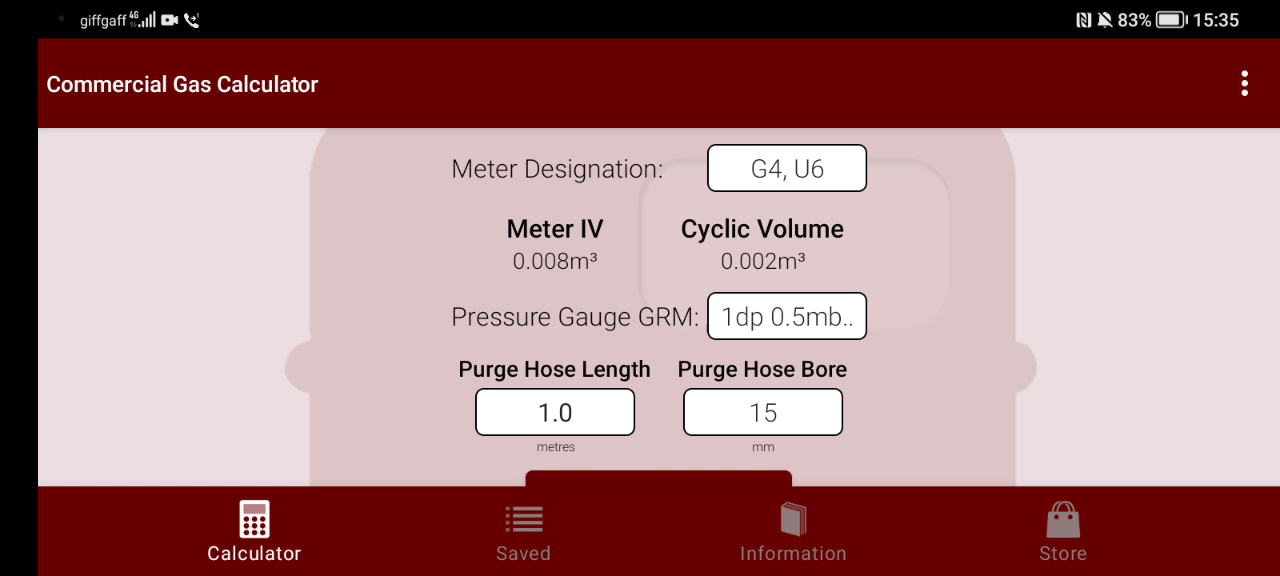 giffgaff 4G 83% 15:35
Commercial Gas Calculator
Meter Designation: G4, U6
Meter IV Cyclic Volume
0.008m³ 0.002m³
Pressure Gauge GRM: 1dp 0.5mb..
Purge Hose Length Purge Hose Bore
1.0 15
metres mm
Calculator Saved Information Store